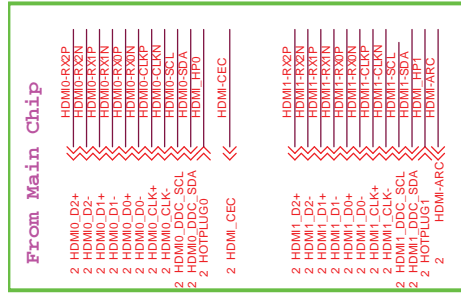 From Main Chip
2 HDMI0_D2+ HDMI0-RX2P
2 HDMI0_D2- HDMI0-RX2N
2 HDMI0_D1+ HDMI0-RX1P
2 HDMI0_D1- HDMI0-RX1N
2 HDMI0_D0+ HDMI0-RX0P
2 HDMI0_D0- HDMI0-RX0N
2 HDMI0_CLK+ HDMI0-CLKP
2 HDMI0_CLK- HDMI0-CLKN
2 HDMI0_DDC_SCL HDMI0-SCL
2 HDMI0_DDC_SDA HDMI0-SDA
2 HOTPLUG0 HDMI_HP0
2 HDMI_CEC HDMI-CEC
2 HDMI1_D2+ HDMI1-RX2P
2 HDMI1_D2- HDMI1-RX2N
2 HDMI1_D1+ HDMI1-RX1P
2 HDMI1_D1- HDMI1-RX1N
2 HDMI1_D0+ HDMI1-RX0P
2 HDMI1_D0- HDMI1-RX0N
2 HDMI1_CLK+ HDMI1-CLKP
2 HDMI1_CLK- HDMI1-CLKN
2 HDMI1_DDC_SCL HDMI1-SCL
2 HDMI1_DDC_SDA HDMI1-SDA
2 HOTPLUG1 HDMI_HP1
2 HDMI-ARC HDMI-ARC